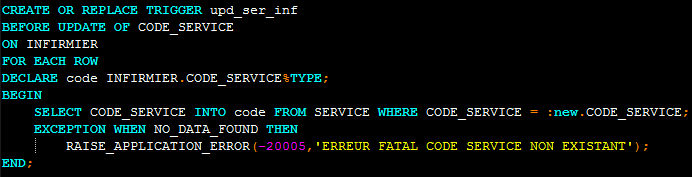 CREATE OR REPLACE TRIGGER upd_ser_inf
BEFORE UPDATE OF CODE_SERVICE
ON INFIRMIER
FOR EACH ROW
DECLARE code INFIRMIER.CODE_SERVICE%TYPE;
BEGIN
SELECT CODE_SERVICE INTO code FROM SERVICE WHERE CODE_SERVICE = :new.CODE_SERVICE;
EXCEPTION WHEN NO_DATA_FOUND THEN
RAISE_APPLICATION_ERROR(-20005,'ERREUR FATAL CODE SERVICE NON EXISTANT');
END;